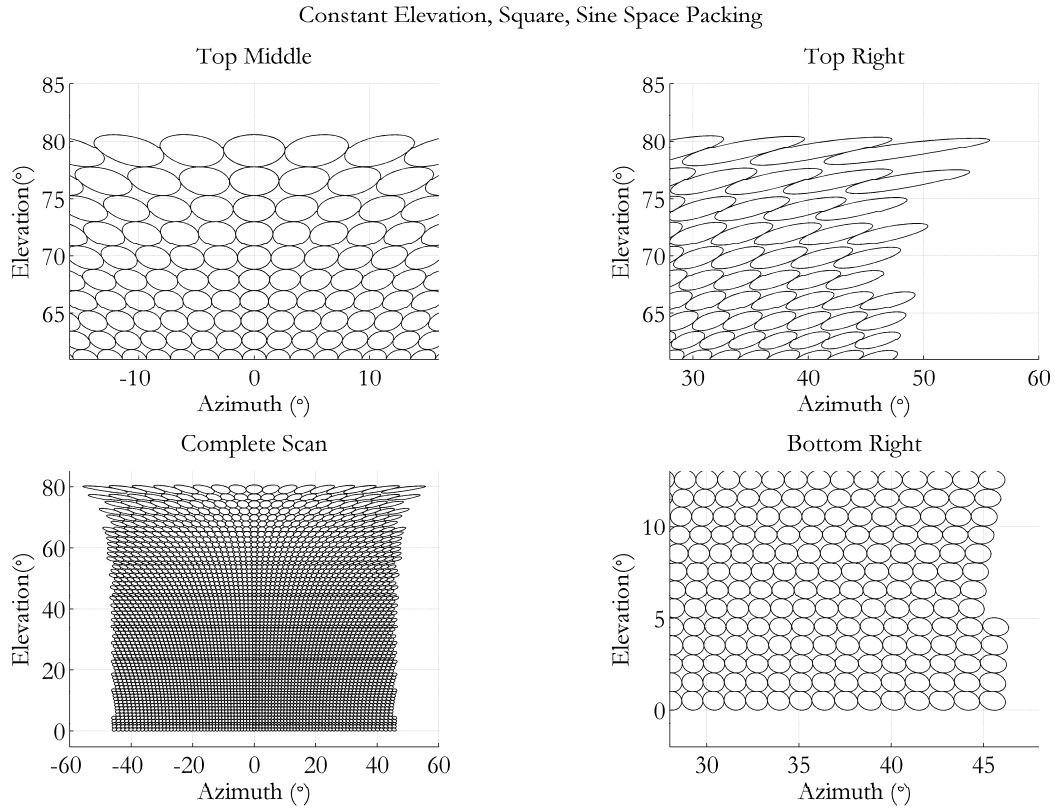 Constant Elevation, Square, Sine Space Packing
Top Middle
85
80
75
70
65
Elevation(°)
-10 0 10
Azimuth (°)
Top Right
85
80
75
70
65
Elevation(°)
30 40 50 60
Azimuth (°)
Complete Scan
80
60
40
20
0
Elevation(°)
-60 -40 -20 0 20 40 60
Azimuth (°)
Bottom Right
10
5
0
Elevation(°)
30 35 40 45
Azimuth (°)